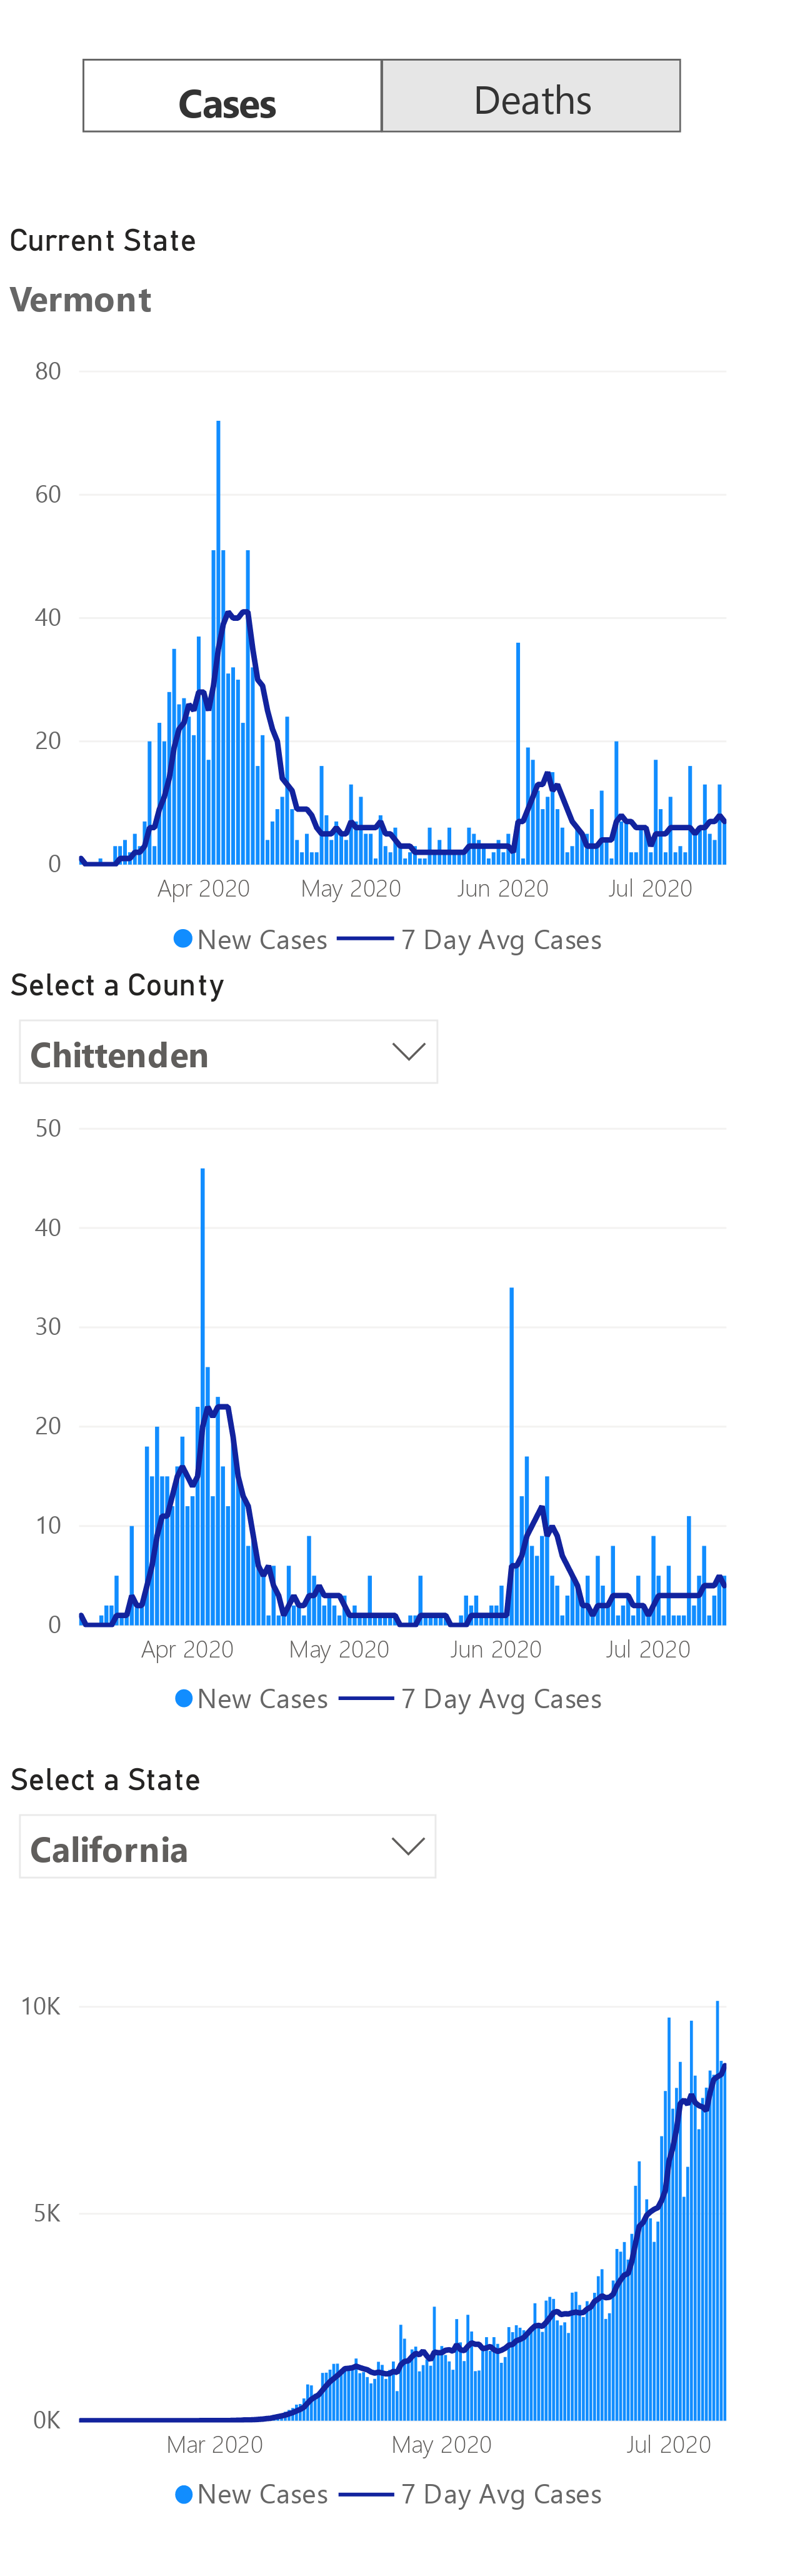 Cases Deaths
Current State
Vermont
80
60
40
20
0
Apr 2020 May 2020 Jun 2020 Jul 2020
New Cases 7 Day Avg Cases
Select a County
Chittenden
50
40
30
20
10
0
Apr 2020 May 2020 Jun 2020 Jul 2020
New Cases 7 Day Avg Cases
Select a State
California
10K
5K
0K
Mar 2020 May 2020 Jul 2020
New Cases 7 Day Avg Cases